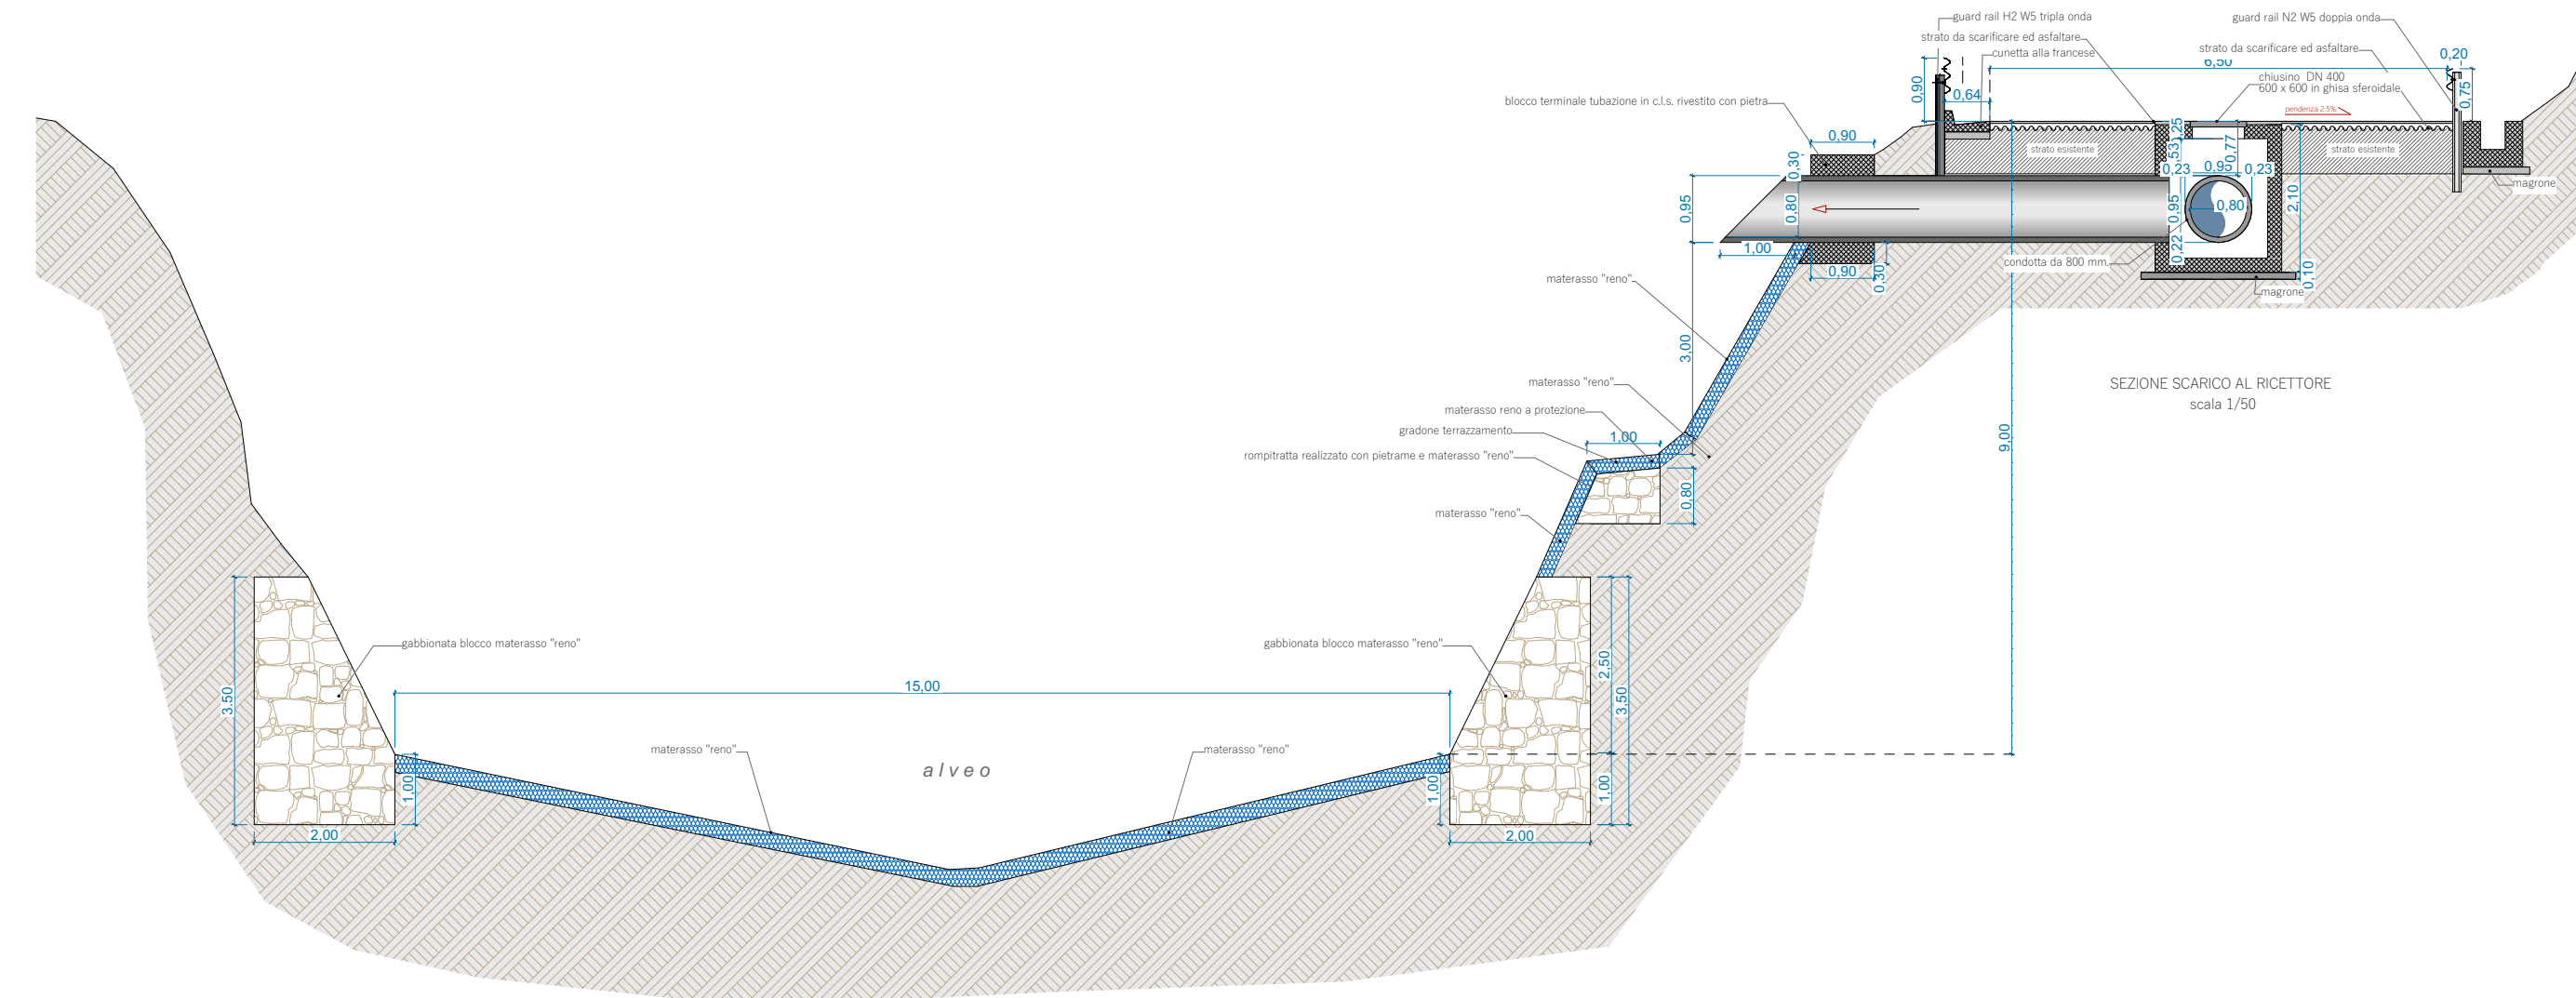 guard rail H2 W5 tripla onda
guard rail N2 W5 doppia onda
strato da scarificare ed asfaltare
cunetta alla francese
strato da scarificare ed asfaltare
0,20
6,50
chiusino DN 400
600 x 600 in ghisa sferoidale
0,90
0,64
0,75
blocco terminale tubazione in c.l.s. rivestito con pietra
pendenza 2.5%
0,90
0,25
0,53
0,77
strato esistente
strato esistente
0,30
0,23
0,95
0,23
magrone
0,95
0,80
0,95
0,80
2,10
1,00
0,22
condotta da 800 mm.
0,90
0,30
0,10
magrone
materasso "reno"
3,00
SEZIONE SCARICO AL RICETTORE
scala 1/50
materasso "reno"
materasso reno a protezione
gradone terrazzamento
1,00
9,00
rompitratta realizzato con pietrame e materasso "reno"
0,80
materasso "reno"
gabbionata blocco materasso "reno"
gabbionata blocco materasso "reno"
2,50
3,50
3,50
15,00
materasso "reno"
materasso "reno"
alveo
1,00
1,00
1,00
2,00
2,00